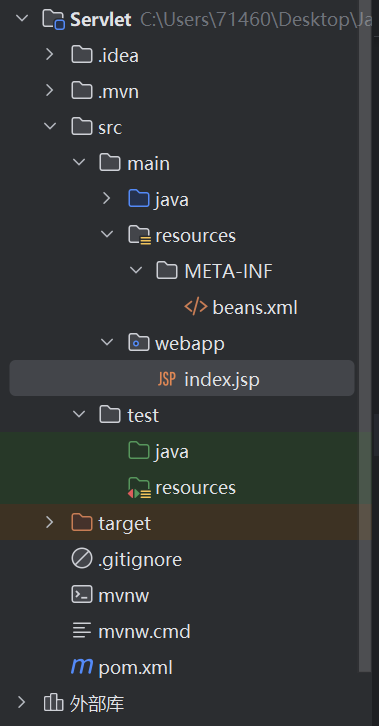 Servlet C:\Users\71460\Desktop\Ja
.idea
.mvn
src
main
java
resources
META-INF
beans.xml
webapp
JSP index.jsp
test
java
resources
target
.gitignore
mvnw
mvnw.cmd
m pom.xml
外部库